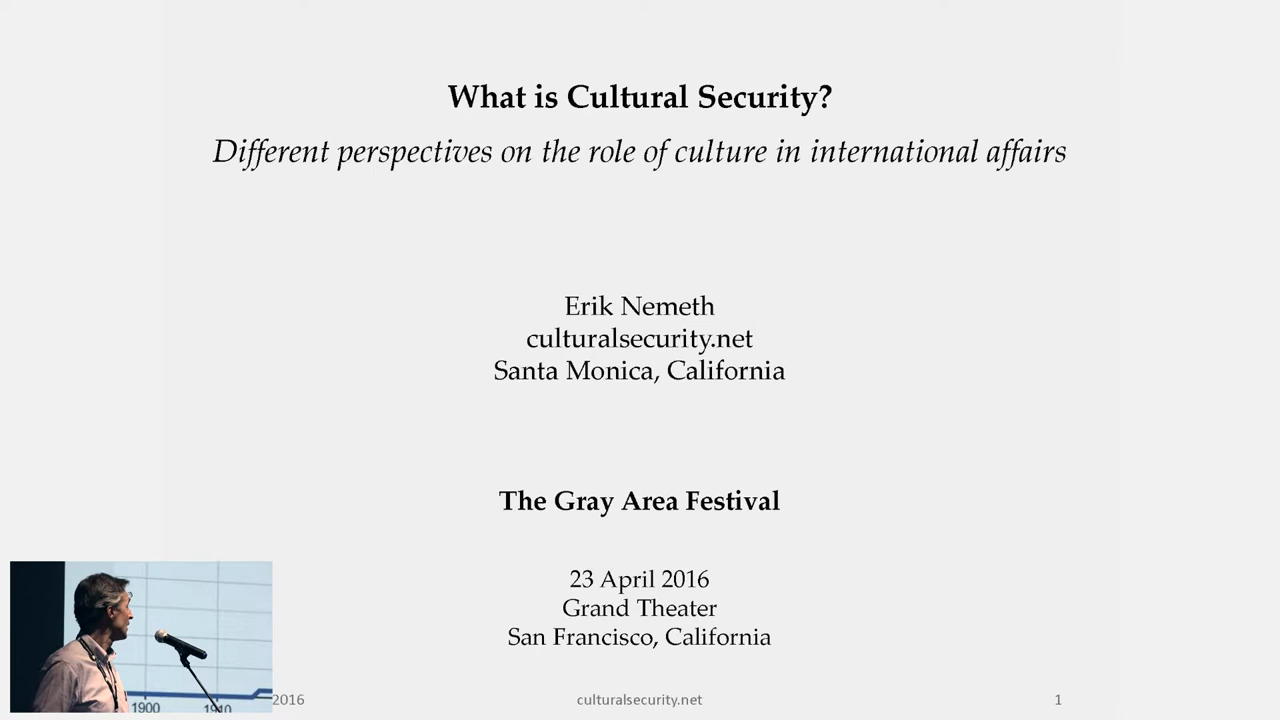 What is Cultural Security?
Different perspectives on the role of culture in international affairs
Erik Nemeth
culturalsecurity.net
Santa Monica, California
The Gray Area Festival
23 April 2016
Grand Theater
San Francisco, California
1900 1910
2016 culturalsecurity.net 1